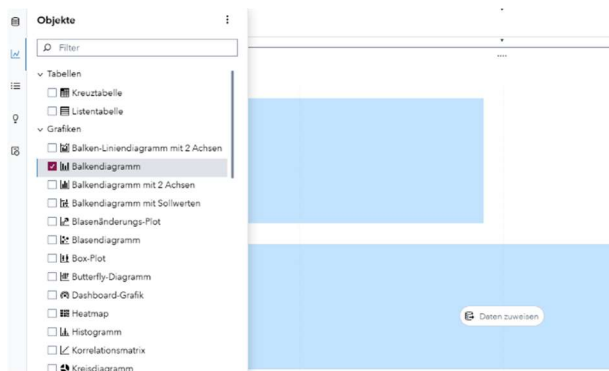 Objekte
Filter
Tabellen
Kreuztabelle
Listentabelle
Grafiken
Balken-Liniendiagramm mit 2 Achsen
Balkendiagramm
Balkendiagramm mit 2 Achsen
Balkendiagramm mit Sollwerten
Blasenänderungs-Plot
Blasendiagramm
Box-Plot
Butterfly-Diagramm
Dashboard-Grafik
Heatmap
Histogramm
Korrelationsmatrix
Kreisdiagramm
Daten zuweisen